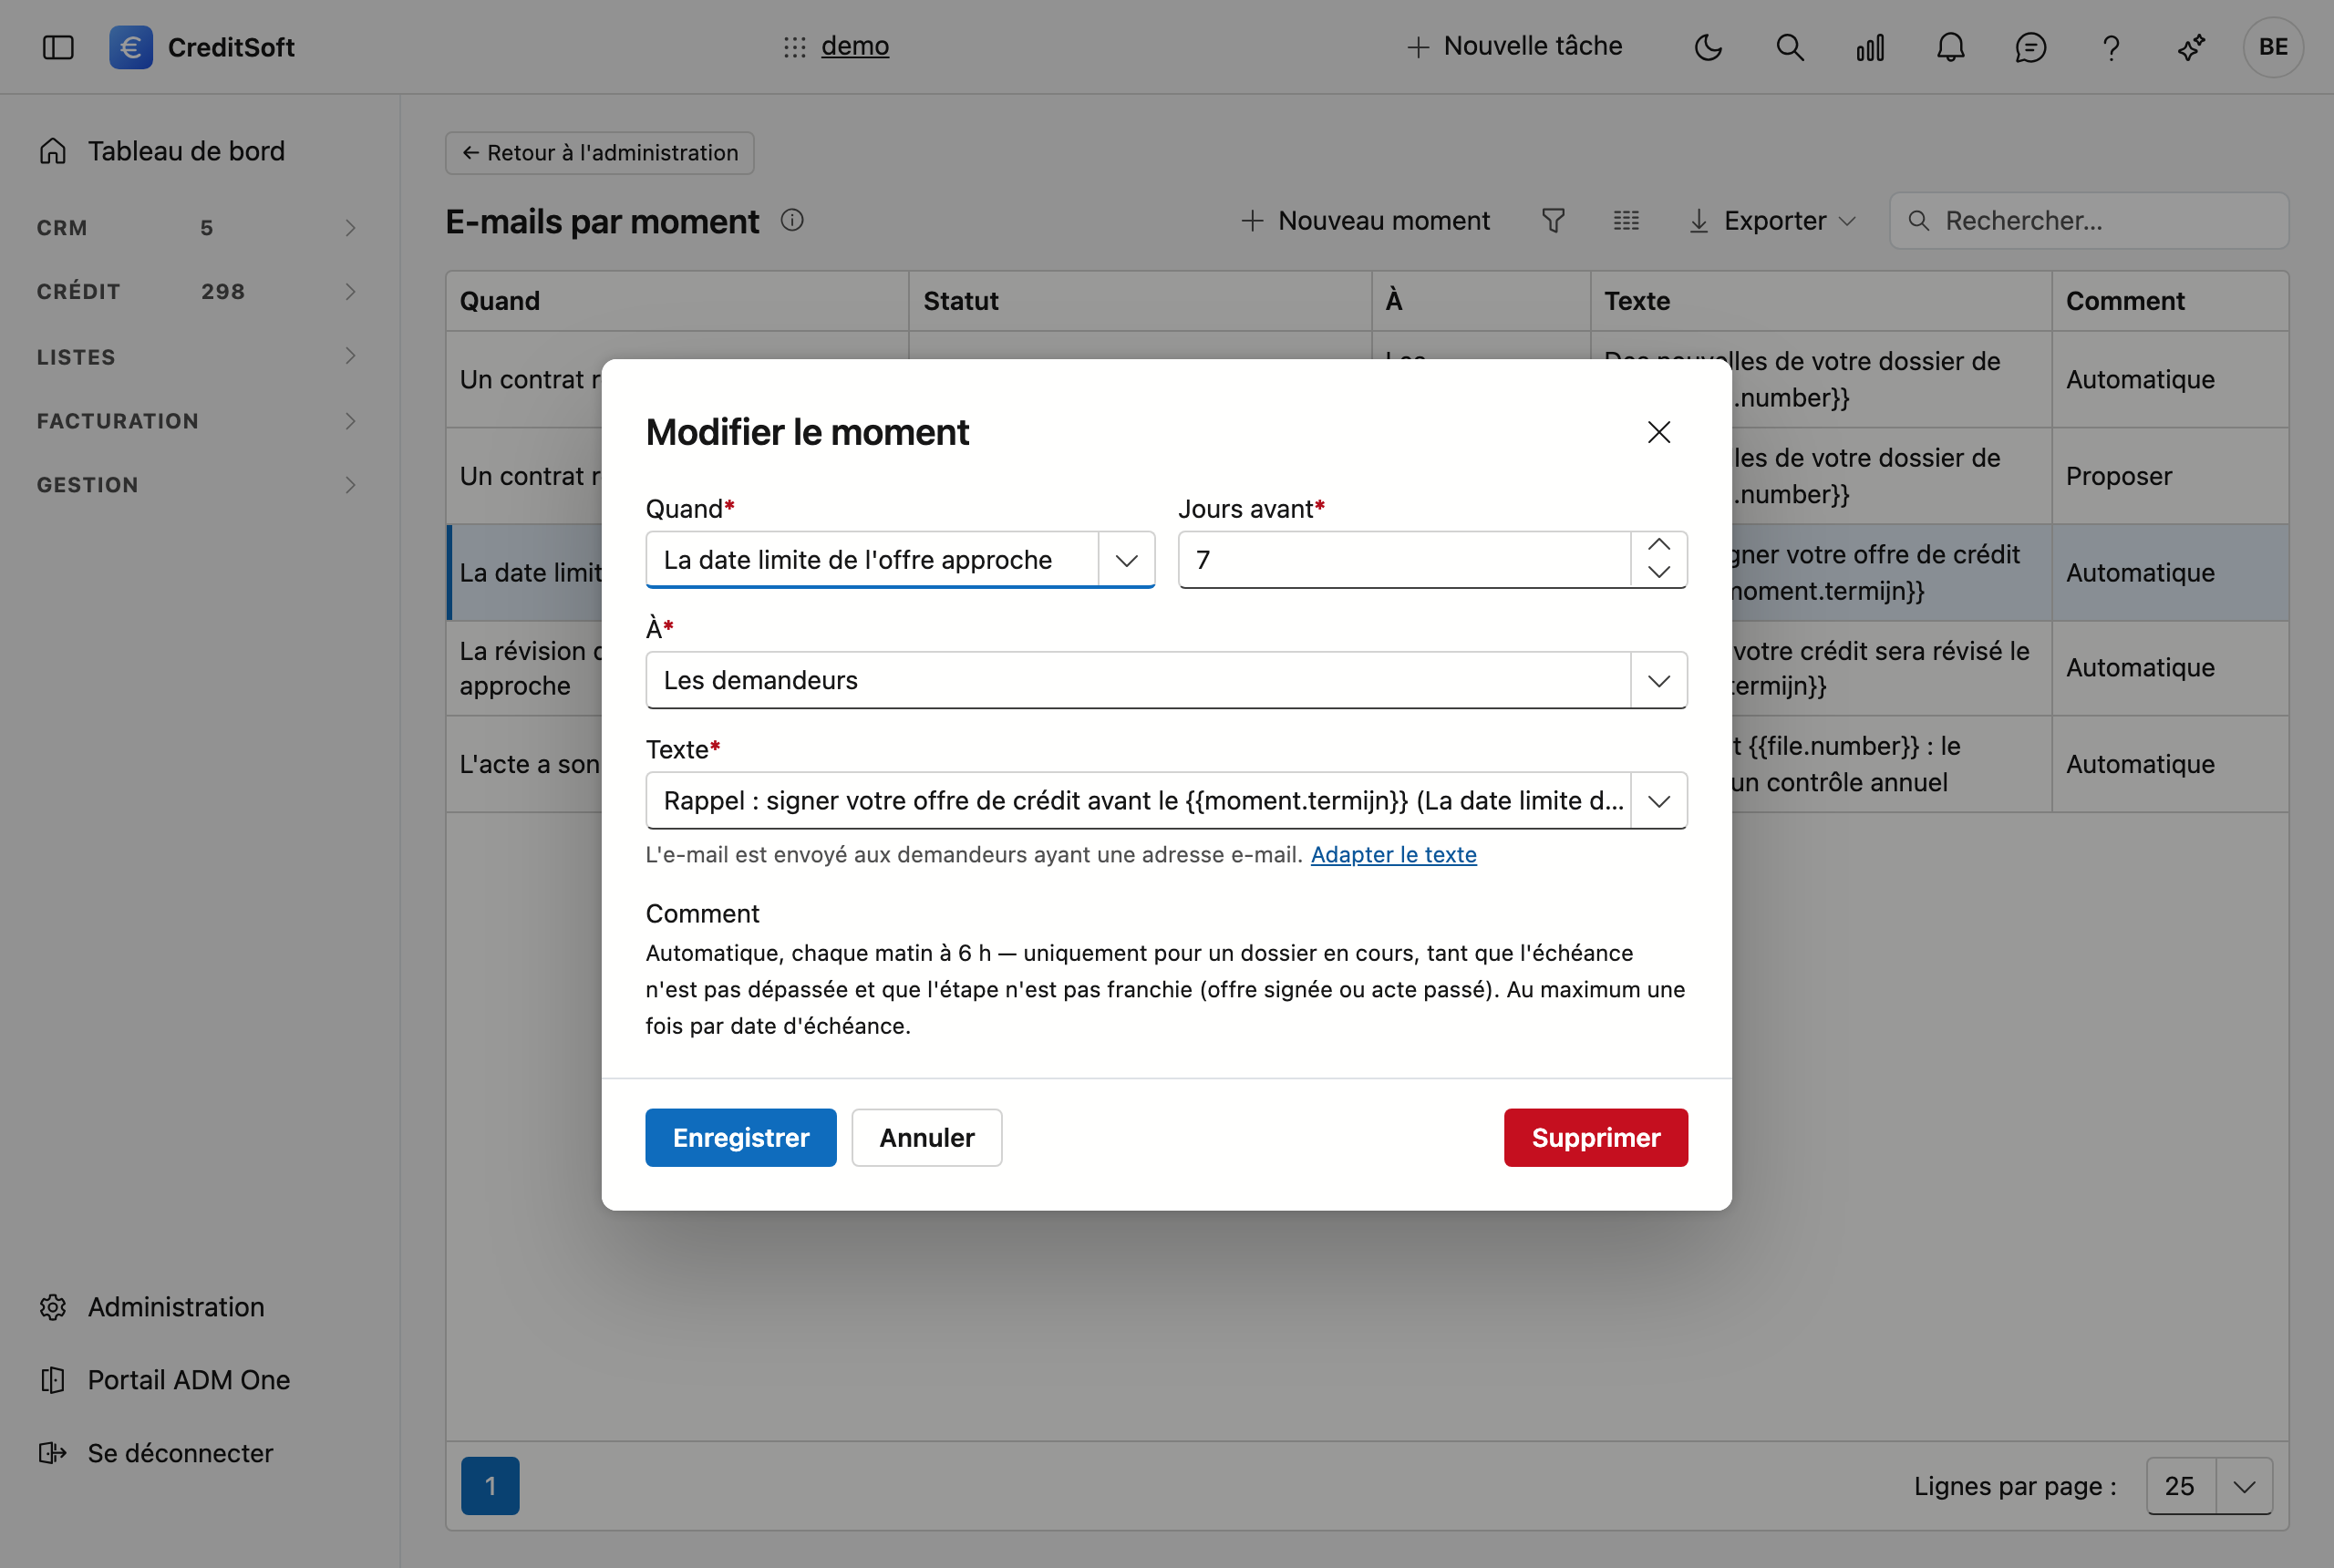 CreditSoft
demo
Nouvelle tâche
BE
Tableau de bord
CRM 5
CRÉDIT 298
LISTES
FACTURATION
GESTION
Administration
Portail ADM One
Se déconnecter
← Retour à l'administration
E-mails par moment
Nouveau moment
Exporter
Rechercher...
Quand Statut À Texte Comment
Un contrat
les de votre dossier de
.number}}
Automatique
Un contrat
les de votre dossier de
.number}}
Proposer
La date limit
gner votre offre de crédit
moment.termijn}}
Automatique
La révision
approche
votre crédit sera révisé le
termijn}}
Automatique
L'acte a son
t {{file.number}} : le
un contrôle annuel
Automatique
Modifier le moment
Quand*
La date limite de l'offre approche
Jours avant*
7
À*
Les demandeurs
Texte*
Rappel : signer votre offre de crédit avant le {{moment.termijn}} (La date limite d...
L'e-mail est envoyé aux demandeurs ayant une adresse e-mail. Adapter le texte
Comment
Automatique, chaque matin à 6 h — uniquement pour un dossier en cours, tant que l'échéance
n'est pas dépassée et que l'étape n'est pas franchie (offre signée ou acte passé). Au maximum une
fois par date d'échéance.
Enregistrer
Annuler
Supprimer
1
Lignes par page :
25